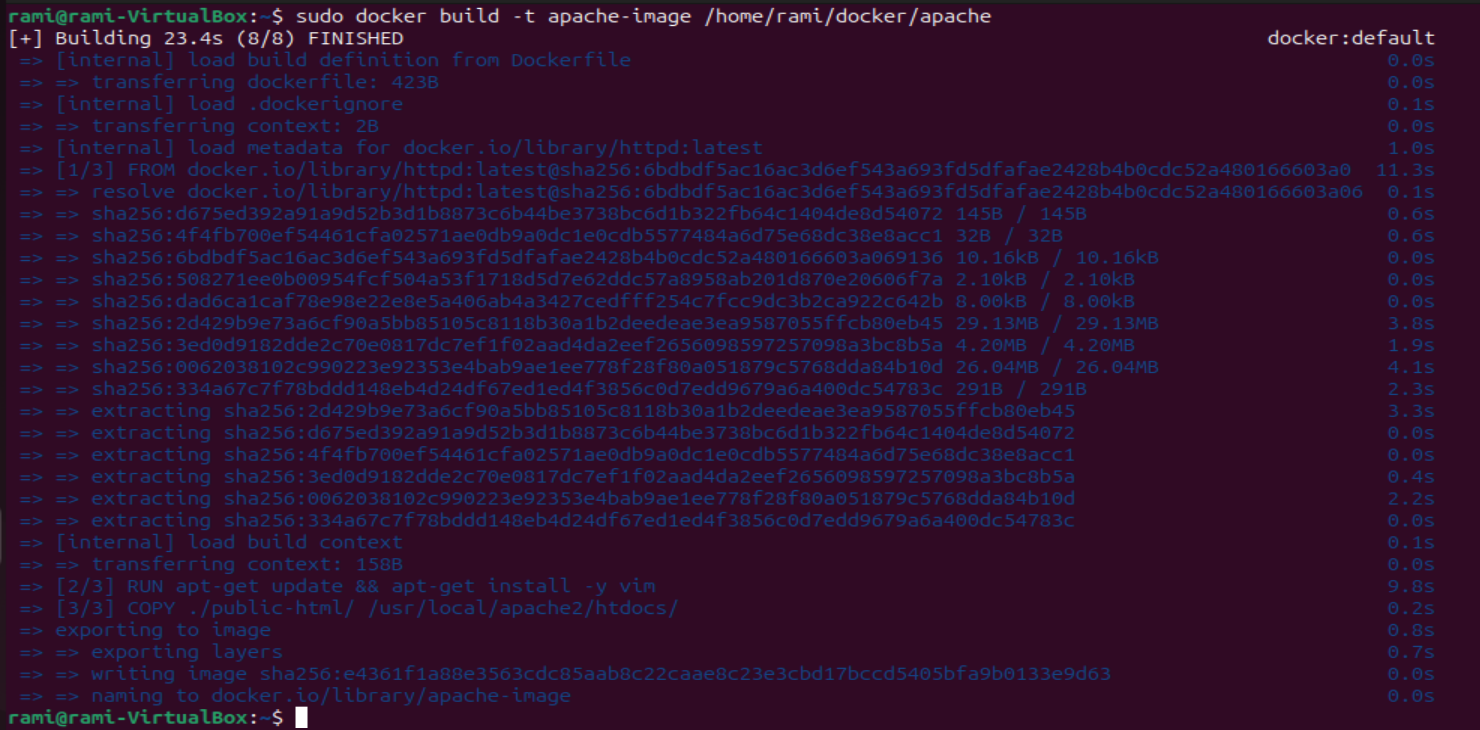 rami@rami-VirtualBox:~$ sudo docker build -t apache-image /home/rami/docker/apache
[+] Building 23.4s (8/8) FINISHED docker:default
=> [internal] load build definition from Dockerfile 0.0s
=> => transferring dockerfile: 423B 0.0s
=> [internal] load .dockerignore 0.1s
=> => transferring context: 2B 0.0s
=> [internal] load metadata for docker.io/library/httpd:latest 1.0s
=> [1/3] FROM docker.io/library/httpd:latest@sha256:6bdbdf5ac16ac3d6ef543a693fd5dfafae2428b4b0cdc52a480166603a0 11.3s
=> => resolve docker.io/library/httpd:latest@sha256:6bdbdf5ac16ac3d6ef543a693fd5dfafae2428b4b0cdc52a480166603a06 0.1s
=> => sha256:d675ed392a91a9d52b3d1b8873c6b44be3738bc6d1b322fb64c1404de8d54072 145B / 145B 0.6s
=> => sha256:4f4fb700ef54461cfa02571ae0db9a0dc1e0cdb5577484a6d75e68dc38e8acc1 32B / 32B 0.6s
=> => sha256:6bdbdf5ac16ac3d6ef543a693fd5dfafae2428b4b0cdc52a480166603a069136 10.16kB / 10.16kB 0.0s
=> => sha256:508271ee0b00954fcf504a53f1718d5d7e62ddc57a8958ab201d870e20606f7a 2.10kB / 2.10kB 0.0s
=> => sha256:dad6ca1caf78e98e22e8e5a406ab4a3427cedfff254c7fcc9dc3b2ca922c642b 8.00kB / 8.00kB 0.0s
=> => sha256:2d429b9e73a6cf90a5bb85105c8118b30a1b2deedeae3ea9587055ffcb80eb45 29.13MB / 29.13MB 3.8s
=> => sha256:3ed0d9182dde2c70e0817dc7ef1f02aad4da2eef2656098597257098a3bc8b5a 4.20MB / 4.20MB 1.9s
=> => sha256:0062038102c990223e92353e4bab9ae1ee778f28f80a051879c5768dda84b10d 26.04MB / 26.04MB 4.1s
=> => sha256:334a67c7f78bddd148eb4d24df67ed1ed4f3856c0d7edd9679a6a400dc54783c 291B / 291B 2.3s
=> => extracting sha256:2d429b9e73a6cf90a5bb85105c8118b30a1b2deedeae3ea9587055ffcb80eb45 3.3s
=> => extracting sha256:d675ed392a91a9d52b3d1b8873c6b44be3738bc6d1b322fb64c1404de8d54072 0.0s
=> => extracting sha256:4f4fb700ef54461cfa02571ae0db9a0dc1e0cdb5577484a6d75e68dc38e8acc1 0.0s
=> => extracting sha256:3ed0d9182dde2c70e0817dc7ef1f02aad4da2eef2656098597257098a3bc8b5a 0.4s
=> => extracting sha256:0062038102c990223e92353e4bab9ae1ee778f28f80a051879c5768dda84b10d 2.2s
=> => extracting sha256:334a67c7f78bddd148eb4d24df67ed1ed4f3856c0d7edd9679a6a400dc54783c 0.0s
=> [internal] load build context 0.1s
=> => transferring context: 158B 0.0s
=> [2/3] RUN apt-get update && apt-get install -y vim 9.8s
=> [3/3] COPY ./public-html/ /usr/local/apache2/htdocs/ 0.2s
=> exporting to image 0.8s
=> => exporting layers 0.7s
=> => writing image sha256:e4361f1a88e3563cdc85aab8c22caae8c23e3cbd17bccd5405bfa9b0133e9d63 0.0s
=> => naming to docker.io/library/apache-image 0.0s
rami@rami-VirtualBox:~$